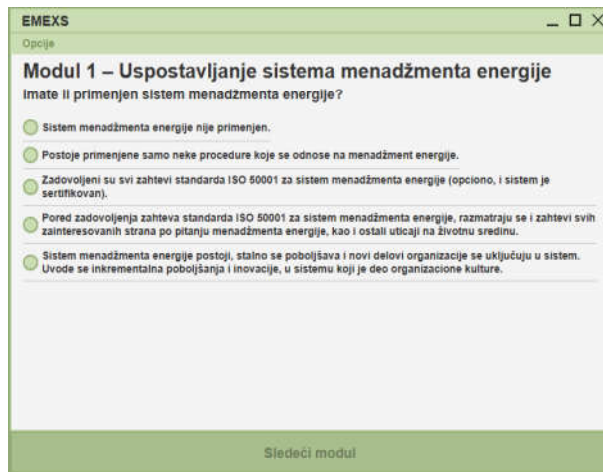 EMEXS
Opcije
Modul 1 – Uspostavljanje sistema menadžmenta energije
Imate li primenjen sistem menadžmenta energije?
Sistem menadžmenta energije nije primenjen.
Postoje primenjene samo neke procedure koje se odnose na menadžment energije.
Zadovoljeni su svi zahtevi standarda ISO 50001 za sistem menadžmenta energije (opciono, i sistem je
sertifikovan).
Pored zadovoljenja zahteva standarda ISO 50001 za sistem menadžmenta energije, razmatraju se i zahtevi svih
zainteresovanih strana po pitanju menadžmenta energije, kao i ostali uticaji na životnu sredinu.
Sistem menadžmenta energije postoji, stalno se poboljšava i novi delovi organizacije se uključuju u sistem.
Uvode se inkrementalna poboljšanja i inovacije, u sistemu koji je deo organizacione kulture.
Sledeći modul